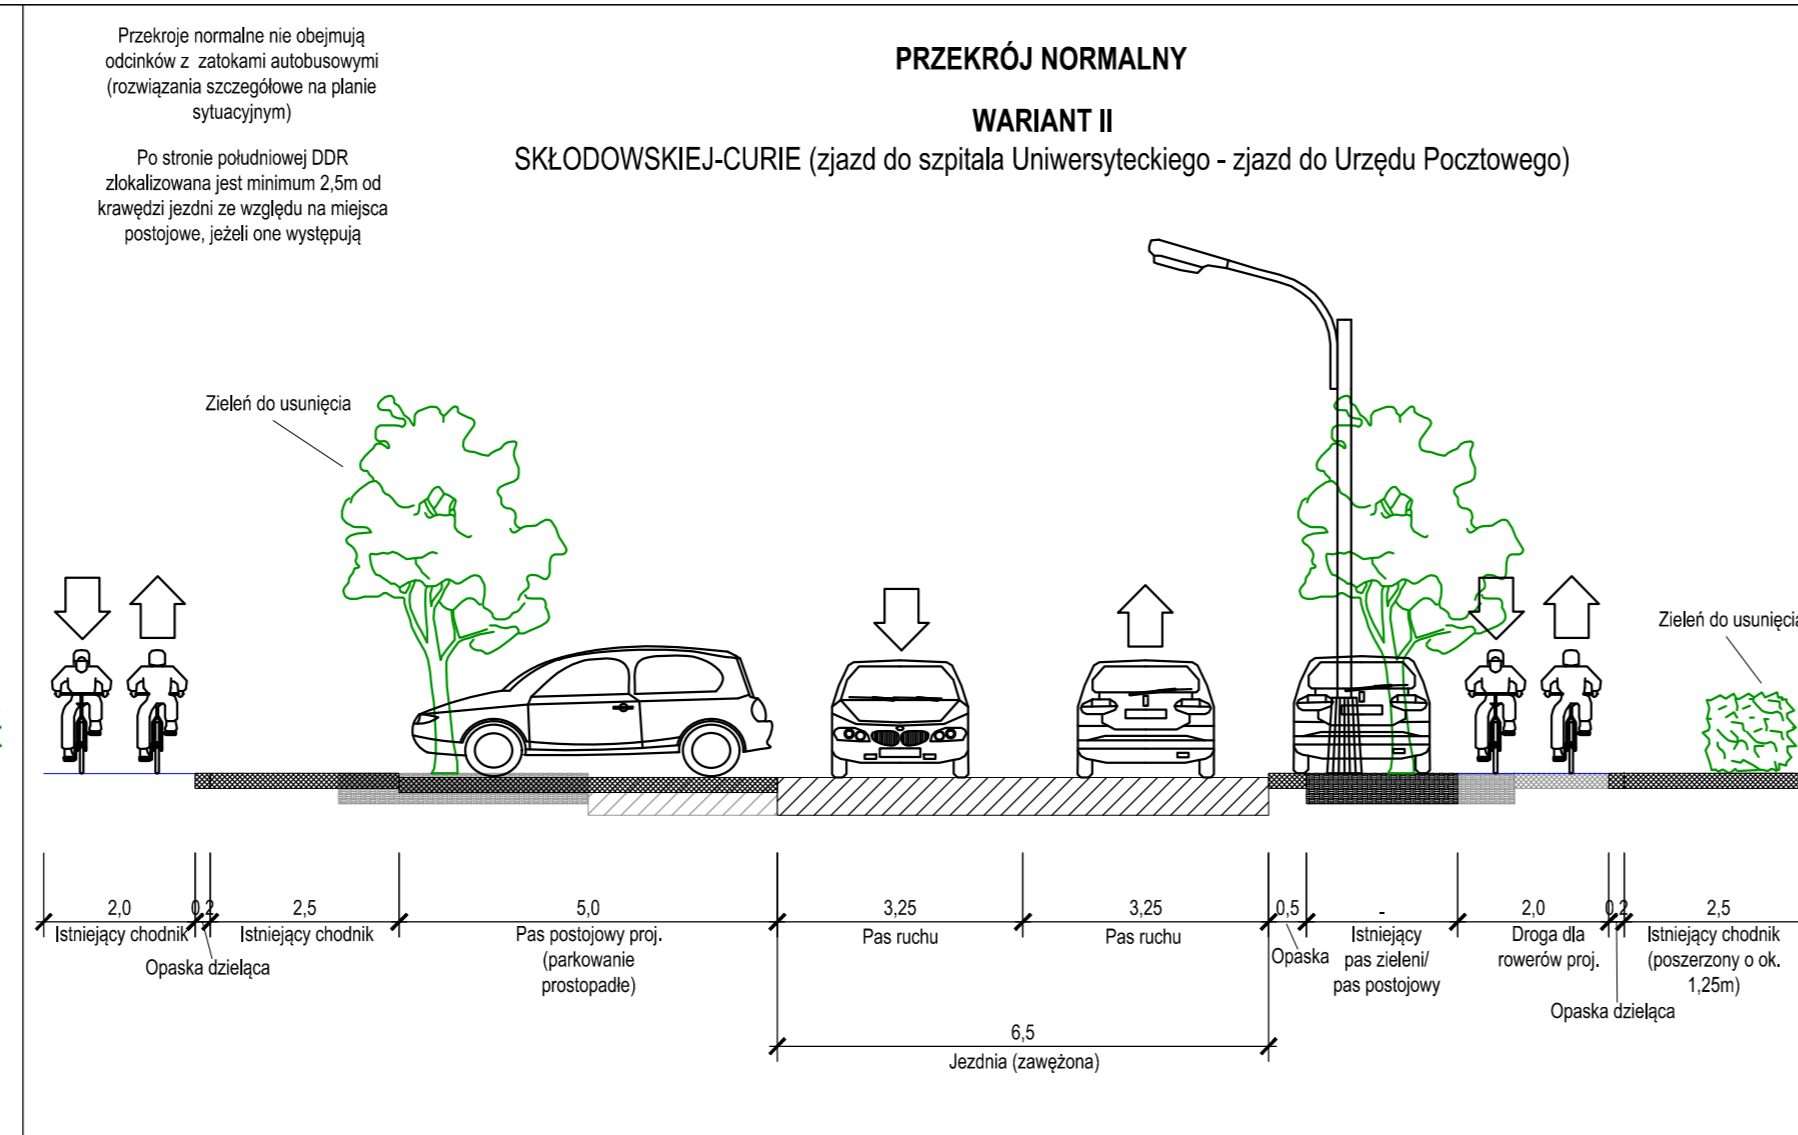 Przekroje normalne nie obejmują
odcinków z zatokami autobusowymi
(rozwiązania szczegółowe na planie
sytuacyjnym)
Po stronie południowej DDR
zlokalizowana jest minimum 2,5m od
krawędzi jezdni ze względu na miejsca
postojowe, jeżeli one występują
PRZEKRÓJ NORMALNY
WARIANT II
SKŁODOWSKIEJ-CURIE (zjazd do szpitala Uniwersyteckiego - zjazd do Urzędu Pocztowego)
Zieleń do usunięcia
Zieleń do usunięcia
2,0
Istniejący chodnik
0,2
Opaska dzieląca
2,5
Istniejący chodnik
5,0
Pas postojowy proj.
(parkowanie
prostopadłe)
3,25
Pas ruchu
3,25
Pas ruchu
6,5
Jezdnia (zawężona)
0,5
Opaska
-
Istniejący
pas zieleni/
pas postojowy
2,0
Droga dla
rowerów proj.
0,2
Opaska dzieląca
2,5
Istniejący chodnik
(poszerzony o ok.
1,25m)